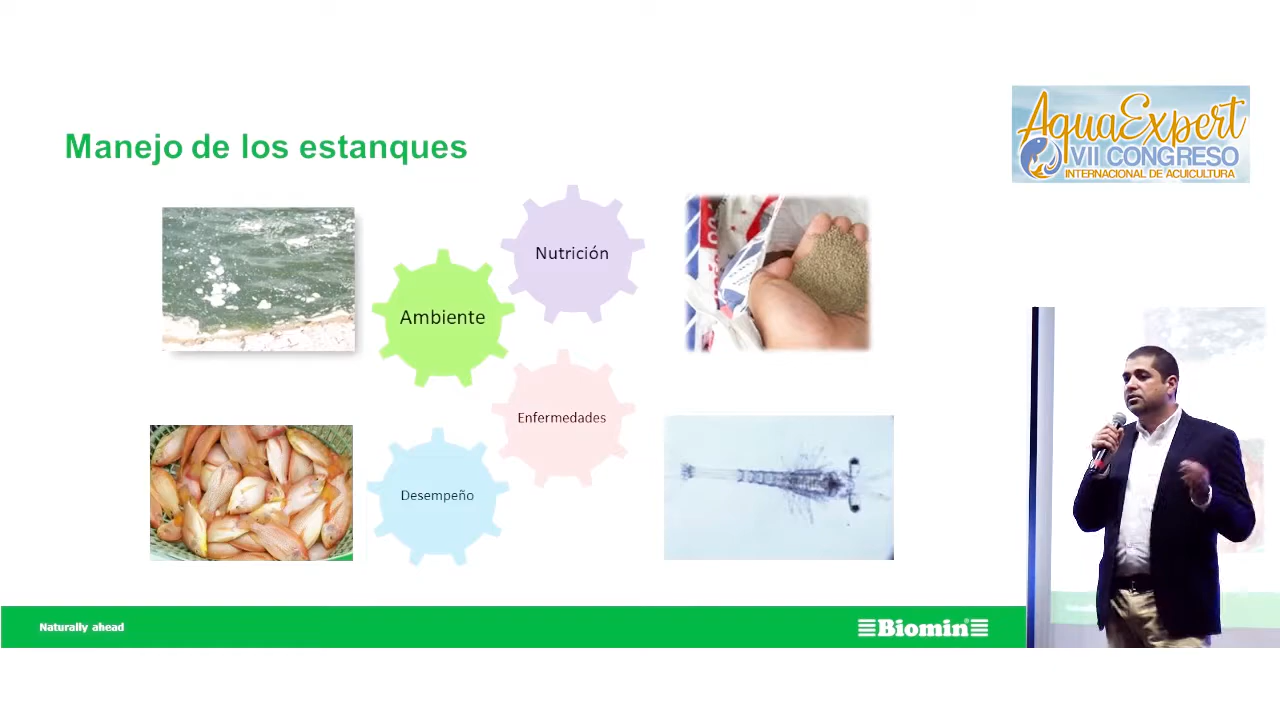 Manejo de los estanques
AquaExpert
VII CONGRESO
INTERNACIONAL DE ACUICULTURA
Nutrición
Ambiente
Enfermedades
Desempeño
Naturally ahead
Biomin®